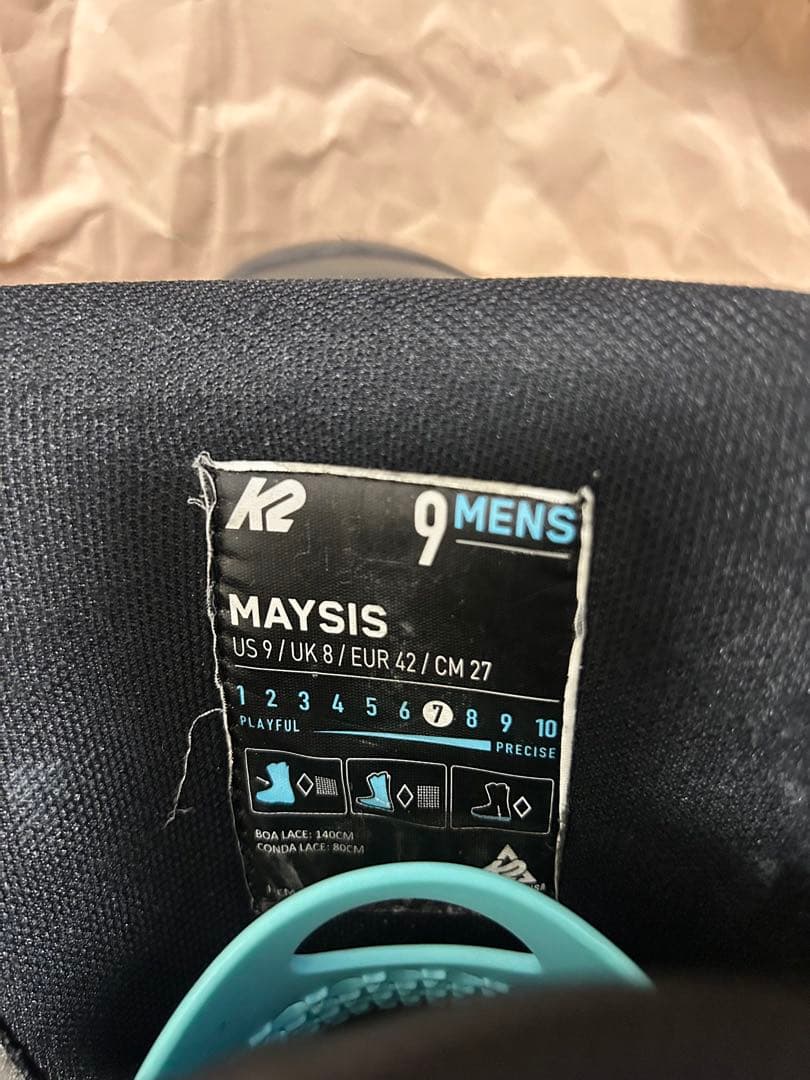 K2 9 MENS
MAYSIS
US 9 / UK 8 / EUR 42 / CM 27
1 2 3 4 5 6 7 8 9 10
PLAYFUL PRECISE
BOA LACE: 140CM
CONDA LACE: 80CM